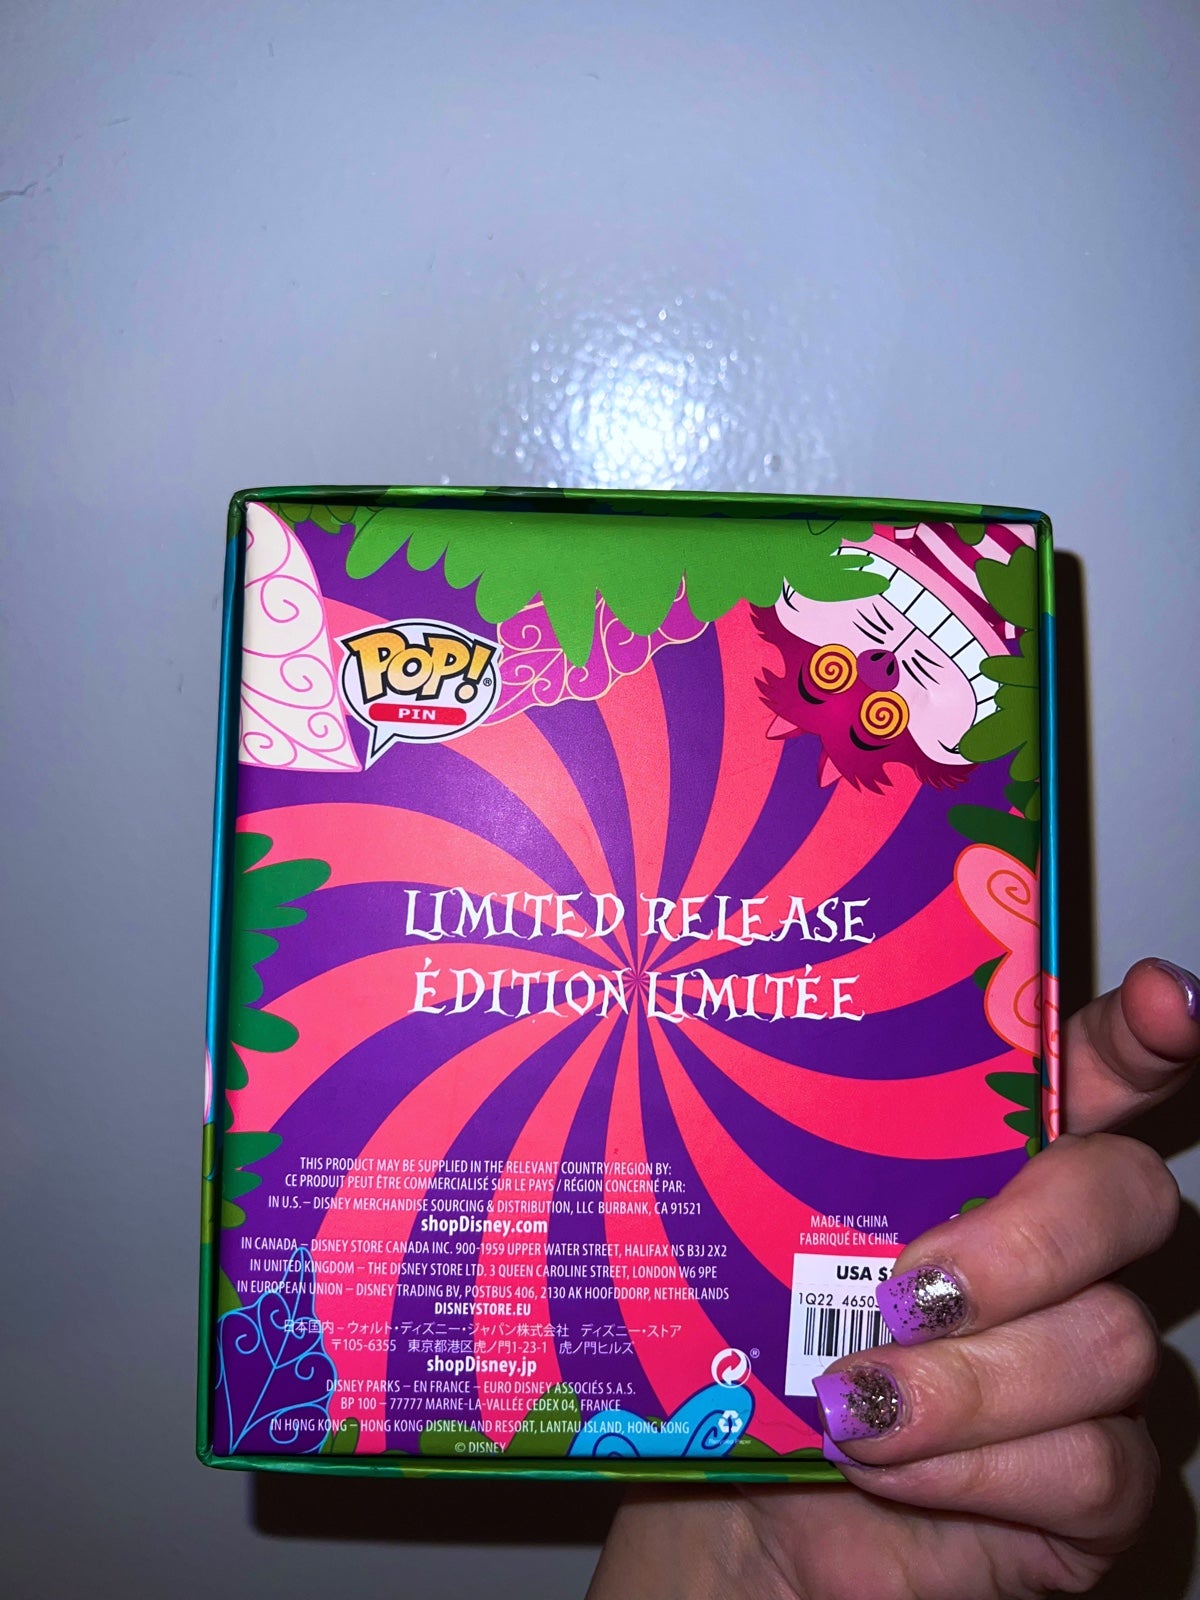 POP!®
PIN
LIMITED RELEASE
ÉDITION LIMITÉE
THIS PRODUCT MAY BE SUPPLIED IN THE RELEVANT COUNTRY/REGION BY:
CE PRODUIT PEUT ÊTRE COMMERCIALISÉ SUR LE PAYS / RÉGION CONCERNÉ PAR:
IN U.S. – DISNEY MERCHANDISE SOURCING & DISTRIBUTION, LLC BURBANK, CA 91521
shopDisney.com
IN CANADA – DISNEY STORE CANADA INC. 900-1959 UPPER WATER STREET, HALIFAX NS B3J 2X2
IN UNITED KINGDOM – THE DISNEY STORE LTD. 3 QUEEN CAROLINE STREET, LONDON W6 9PE
IN EUROPEAN UNION – DISNEY TRADING BV, POSTBUS 406, 2130 AK HOOFDDORP, NETHERLANDS
DISNEYSTORE.EU
日本国内 – ウォルト・ディズニー・ジャパン株式会社 ディズニー・ストア
〒105-6355 東京都港区虎ノ門1-23-1 虎ノ門ヒルズ
shopDisney.jp
DISNEY PARKS – EN FRANCE – EURO DISNEY ASSOCIÉS S.A.S.
BP 100 – 77777 MARNE-LA-VALLÉE CEDEX 04, FRANCE
IN HONG KONG – HONG KONG DISNEYLAND RESORT, LANTAU ISLAND, HONG KONG
© DISNEY
MADE IN CHINA
FABRIQUÉ EN CHINE
USA
1Q22
®
Recycled Paper